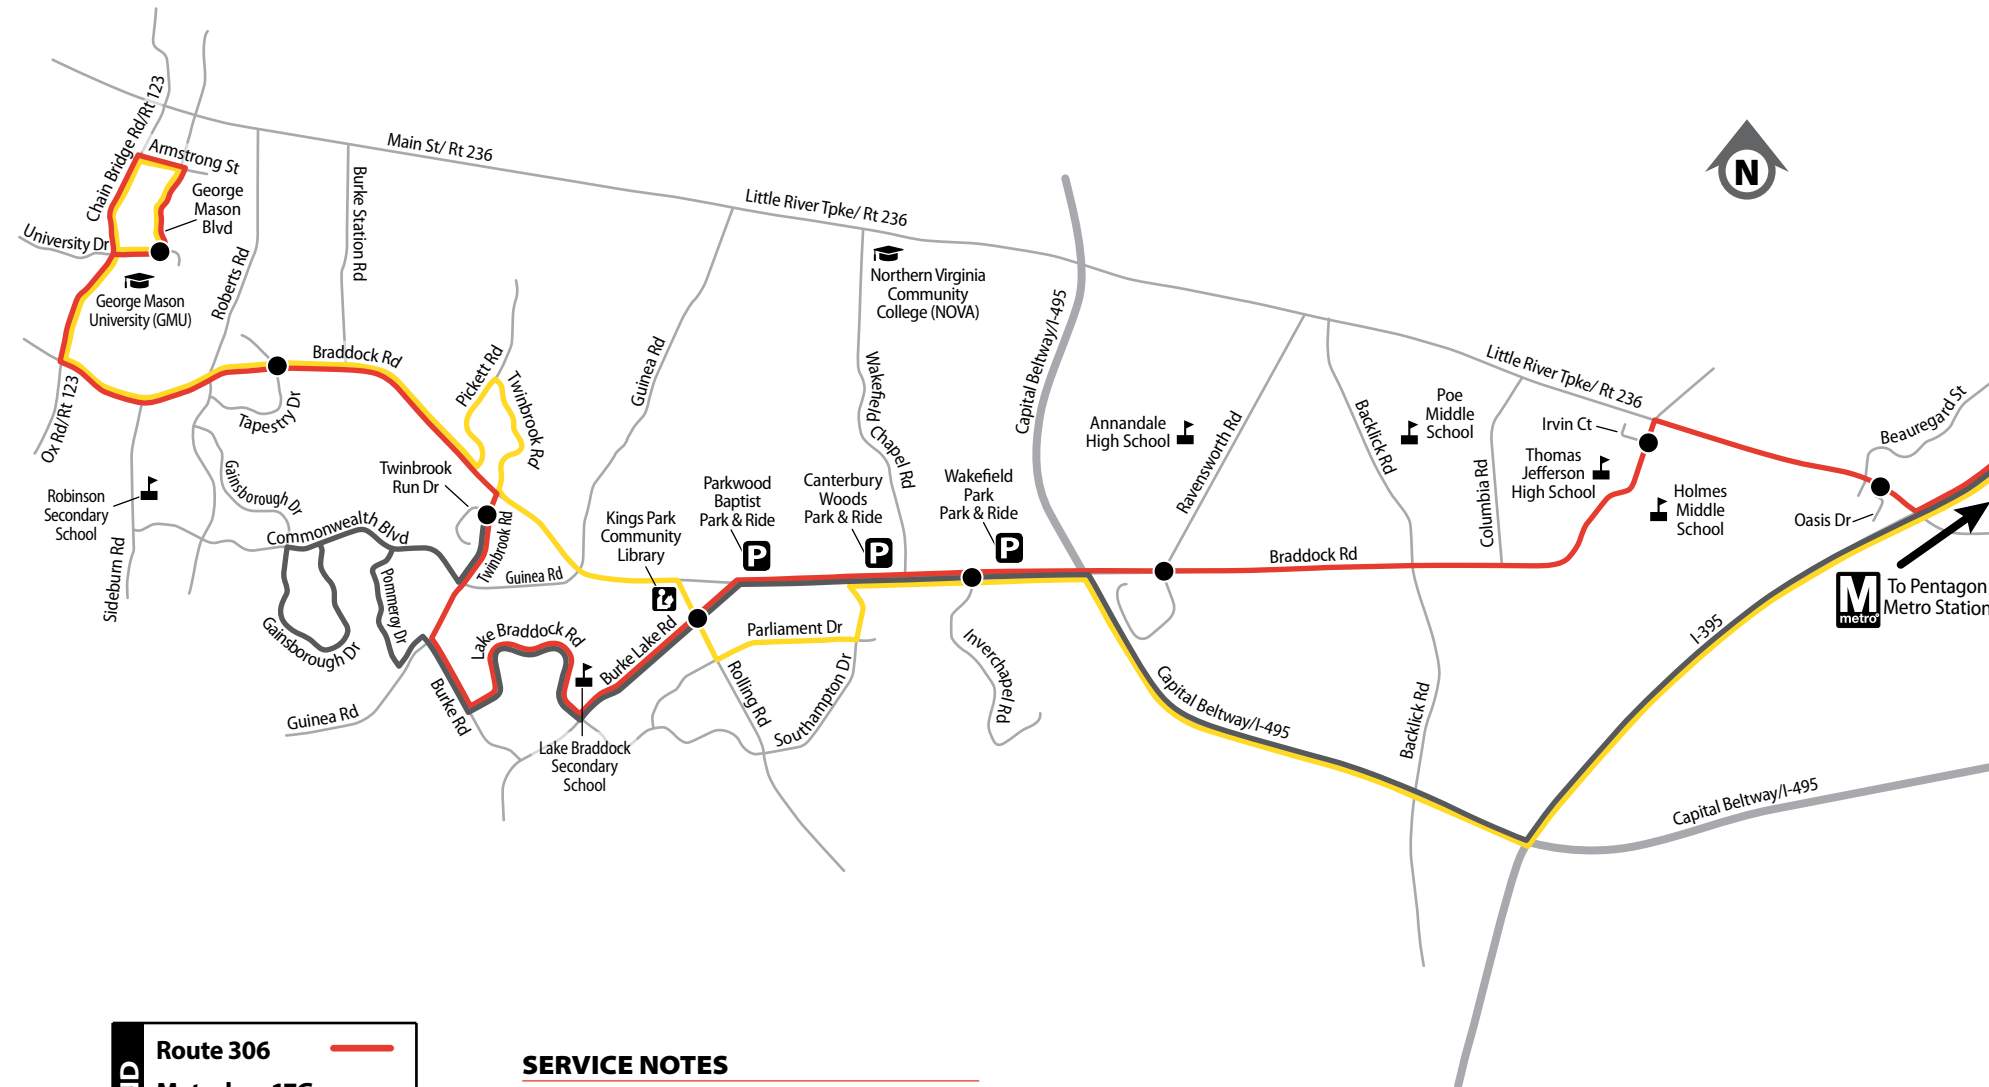 Chain Bridge Rd/Rt 123
Armstrong St
George
Mason
Blvd
University Dr
George Mason
University (GMU)
Roberts Rd
Burke Station Rd
Main St/ Rt 236
Little River Tpke/ Rt 236
Northern Virginia
Community
College (NOVA)
N
Braddock Rd
Tapestry Dr
Ox Rd/Rt 123
Pickett Rd
Twinbrook Rd
Guinea Rd
Wakefield Chapel Rd
Capital Beltway/I-495
Annandale
High School
Ravensworth Rd
Backlick Rd
Poe
Middle
School
Little River Tpke/ Rt 236
Irvin Ct
Thomas
Jefferson
High School
Columbia Rd
Holmes
Middle
School
Beauregard St
Oasis Dr
Robinson
Secondary
School
Sideburn Rd
Gainsborough Dr
Commonwealth Blvd
Twinbrook
Run Dr
Twinbrook Rd
Guinea Rd
Kings Park
Community
Library
Parkwood
Baptist
Park & Ride
P
Canterbury
Woods
Park & Ride
P
Wakefield
Park
Park & Ride
P
Braddock Rd
Gainsborough Dr
Pommeroy Dr
Guinea Rd
Burke Rd
Lake Braddock Rd
Burke Lake Rd
Lake Braddock
Secondary
School
Parliament Dr
Rolling Rd
Southampton Dr
Inverchapel Rd
Capital Beltway/I-495
Backlick Rd
I-395
M
metro
To Pentagon
Metro Station
Capital Beltway/I-495
Route 306
SERVICE NOTES